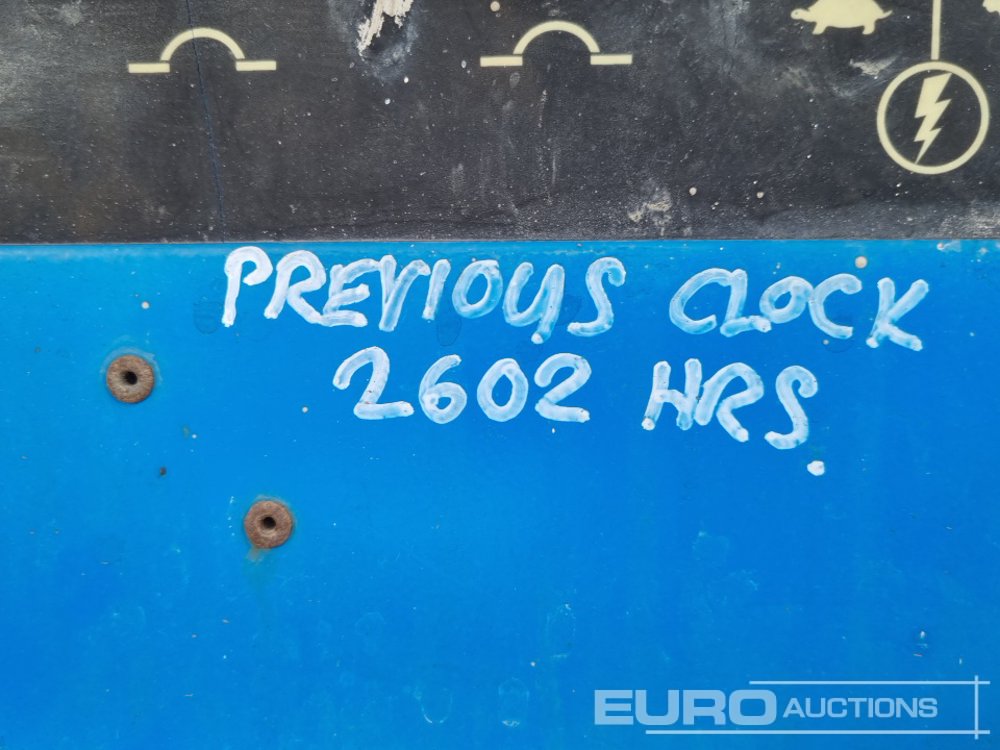 PREVIOUS CLOCK
2602 HRS.
EURO AUCTIONS